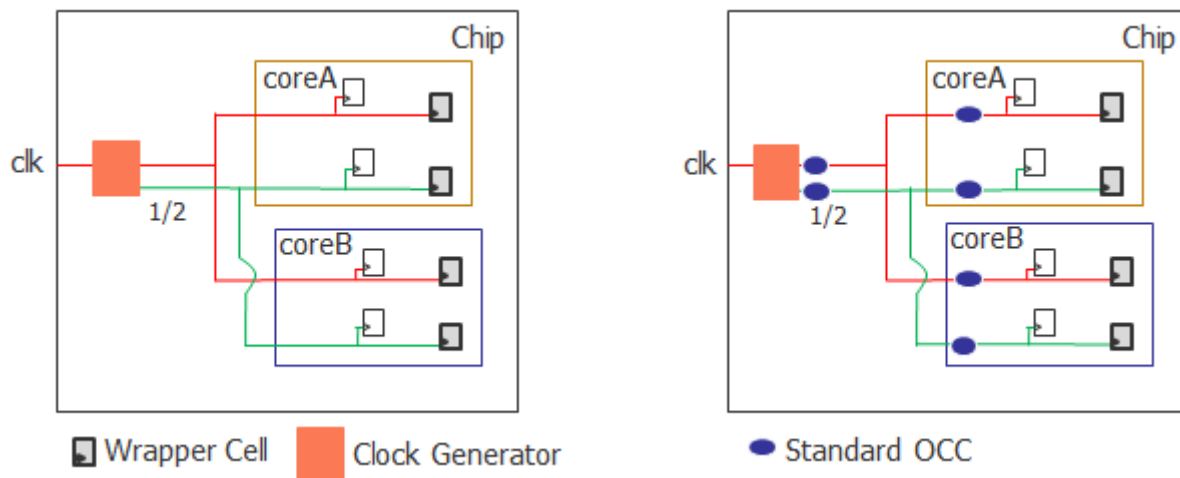 Chip
coreA
clk
1/2
coreB
Wrapper Cell
Clock Generator
Chip
coreA
clk
1/2
coreB
Standard OCC